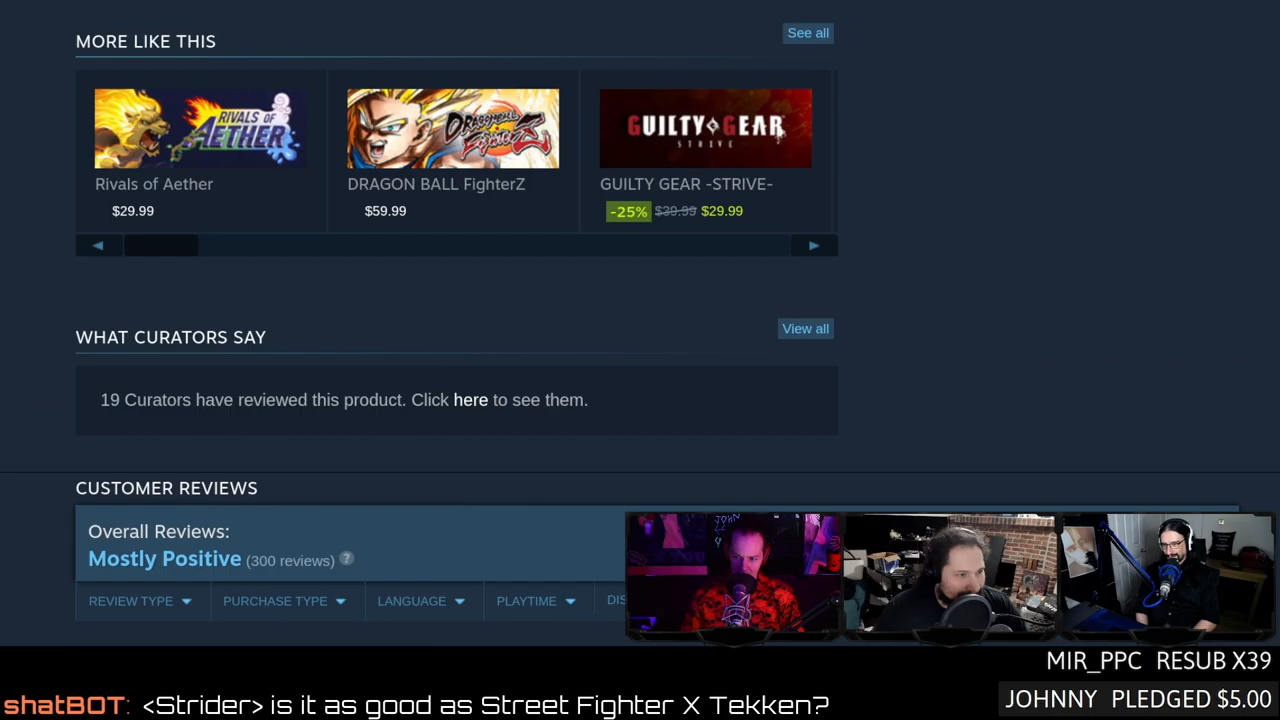 MORE LIKE THIS
See all
RIVALS OF
AETHER
DRAGONBALL
FIGHTERZ
GUILTY GEAR
STRIVE
Rivals of Aether
DRAGON BALL FighterZ
GUILTY GEAR -STRIVE-
$29.99
$59.99
-25% $39.99 $29.99
WHAT CURATORS SAY
View all
19 Curators have reviewed this product. Click here to see them.
CUSTOMER REVIEWS
Overall Reviews:
Mostly Positive (300 reviews) ?
REVIEW TYPE
PURCHASE TYPE
LANGUAGE
PLAYTIME
DIS
JOHN
MIR_PPC RESUB X39
JOHNNY PLEDGED $5.00
shatBOT: <Strider> is it as good as Street Fighter X Tekken?